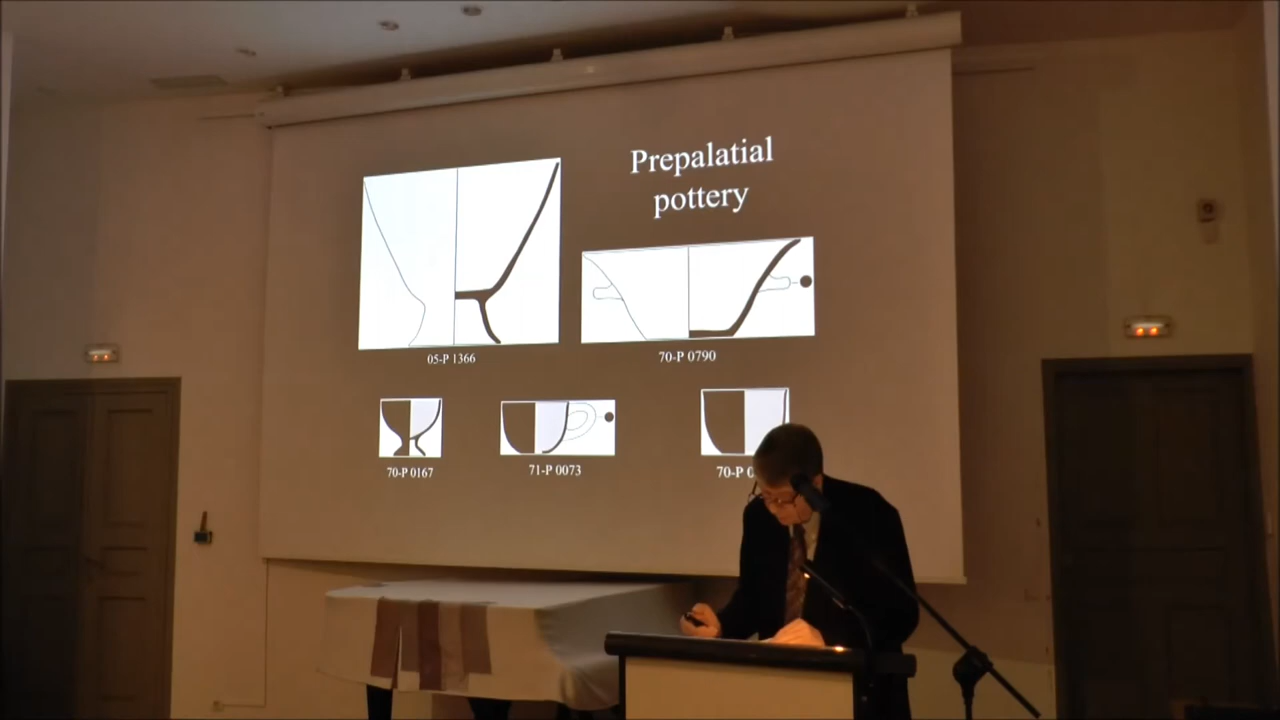 Prepalatial
pottery
05-P 1366
70-P 0790
70-P 0167
71-P 0073